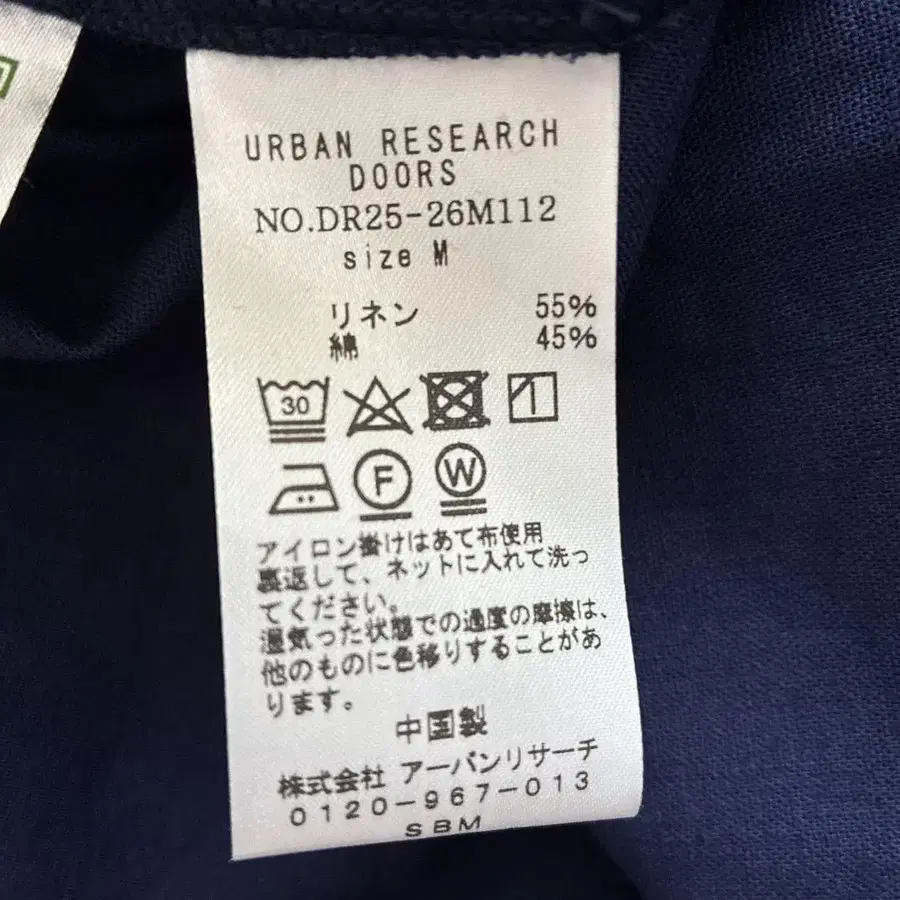 URBAN RESEARCH
DOORS
NO.DR25-26M112
size M
リネン 55%
綿 45%
30
F W
アイロン掛けはあて布使用
裏返して、ネットに入れて洗っ
てください。
湿気った状態での過度の摩擦は、
他のものに色移りすることがあ
ります。
中国製
株式会社 アーバンリサーチ
0120-967-013
SBM